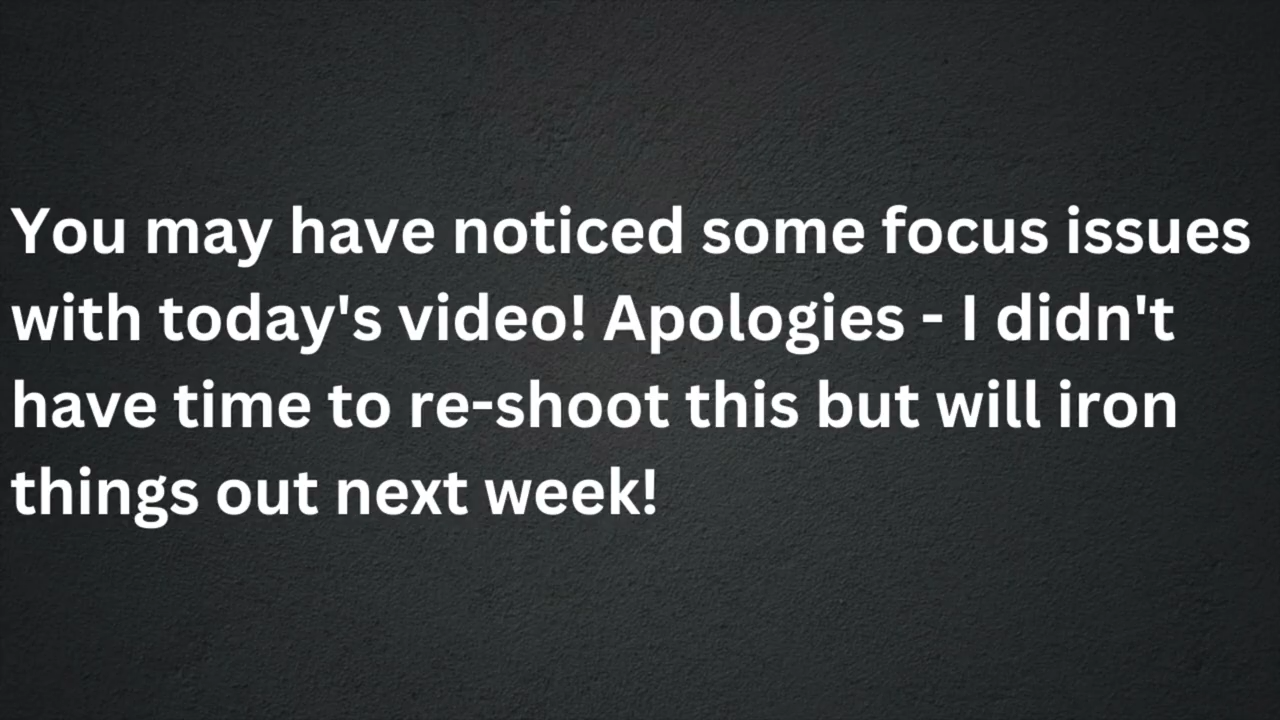 You may have noticed some focus issues
with today's video! Apologies - I didn't
have time to re-shoot this but will iron
things out next week!